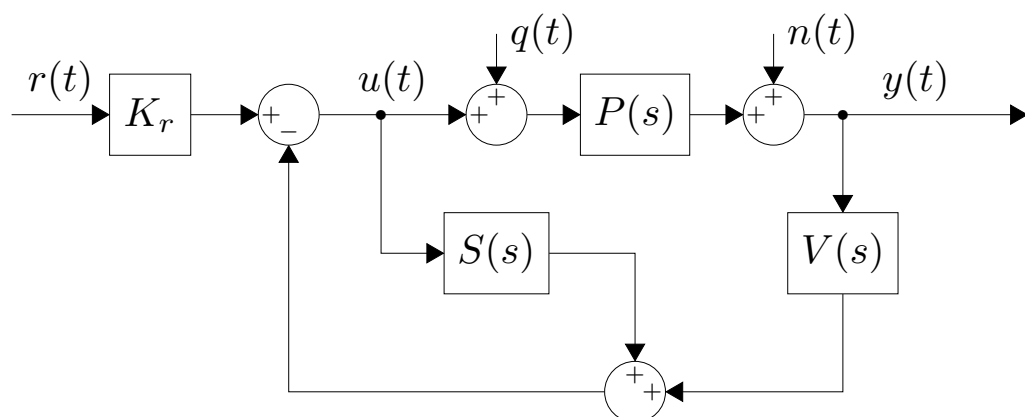 q(t) n(t)
r(t) u(t) y(t)
K_r + − + + P(s) + +
S(s) V(s)
+ +